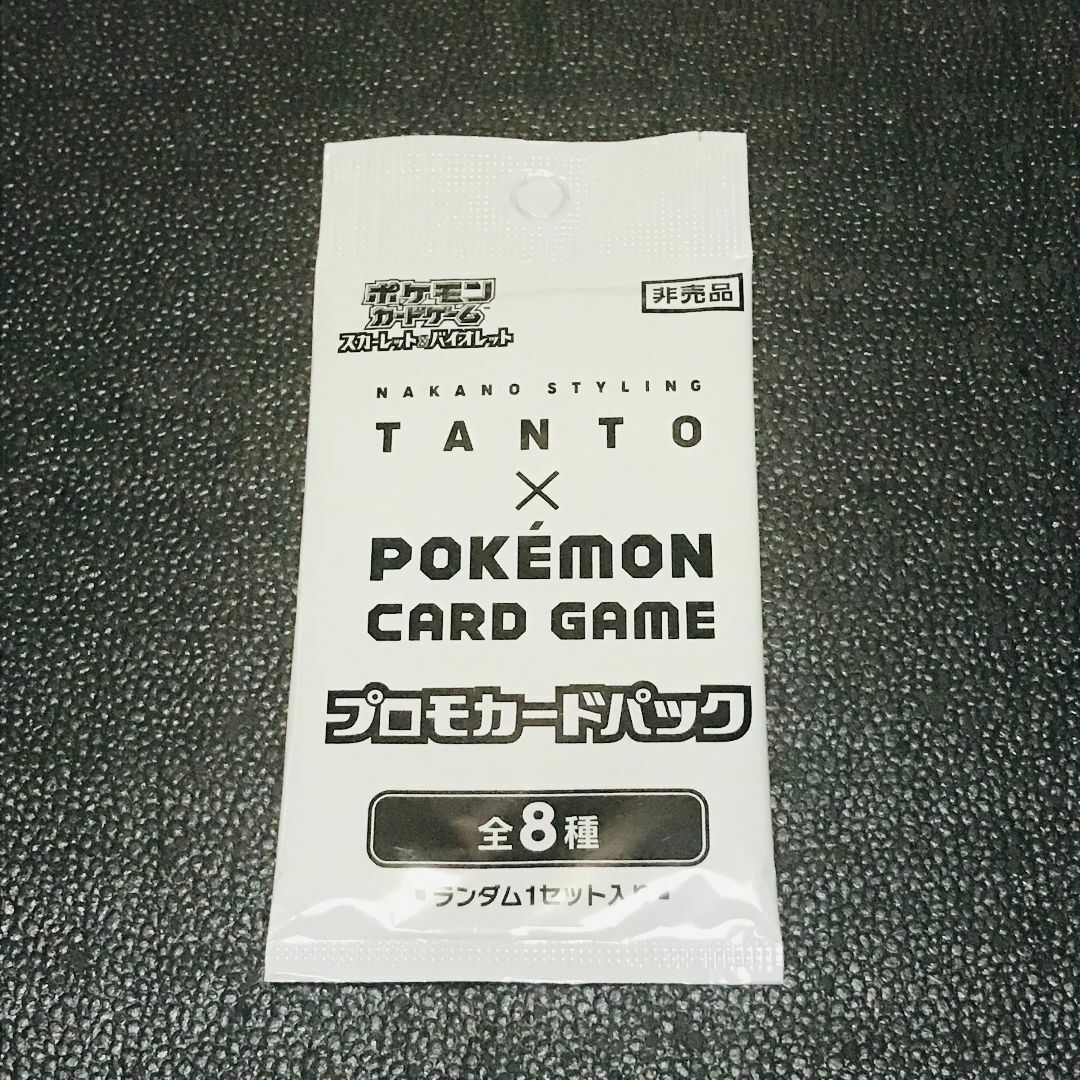 ポケモン
カードゲーム
スカーレット&バイオレット
非売品
NAKANO STYLING
TANTO
×
POKÉMON
CARD GAME
プロモカードパック
全8種
ランダム1セット入り